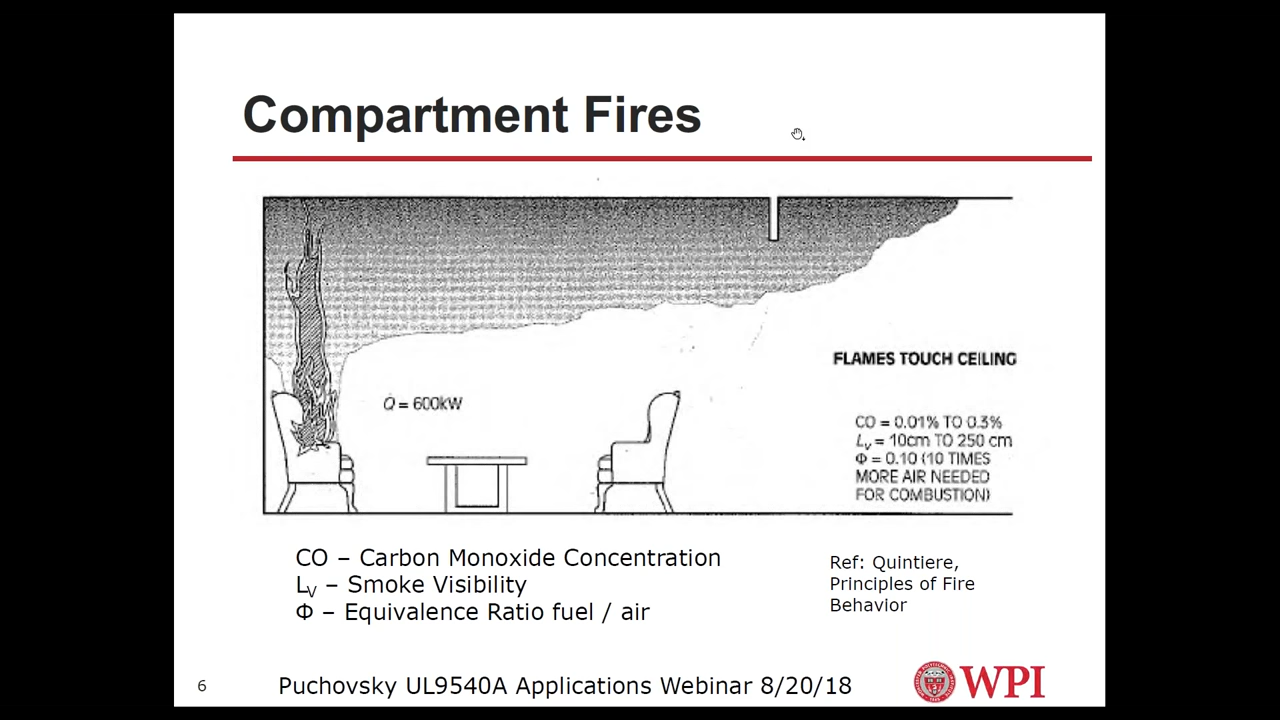 Compartment Fires
Q = 600kW
FLAMES TOUCH CEILING
CO = 0.01% TO 0.3%
Lv = 10cm TO 250 cm
Φ = 0.10 (10 TIMES
MORE AIR NEEDED
FOR COMBUSTION)
CO – Carbon Monoxide Concentration
LV – Smoke Visibility
Φ – Equivalence Ratio fuel / air
Ref: Quintiere,
Principles of Fire
Behavior
6
Puchovsky UL9540A Applications Webinar 8/20/18
WPI